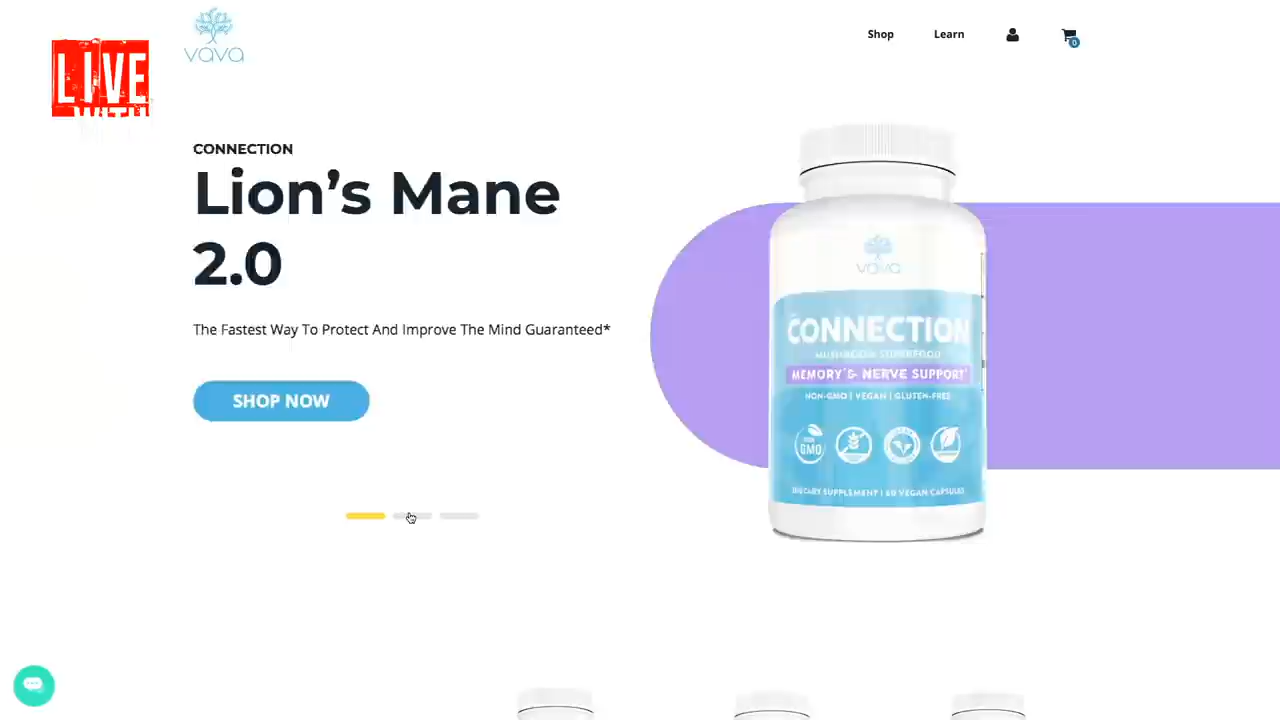 LIVE
WITH
vava
Shop
Learn
0
CONNECTION
Lion’s Mane
2.0
The Fastest Way To Protect And Improve The Mind Guaranteed*
SHOP NOW
vava
CONNECTION
MUSHROOM SUPERFOOD
MEMORY & NERVE SUPPORT
NON-GMO | VEGAN | GLUTEN-FREE
GMO
DIETARY SUPPLEMENT | 60 VEGAN CAPSULES